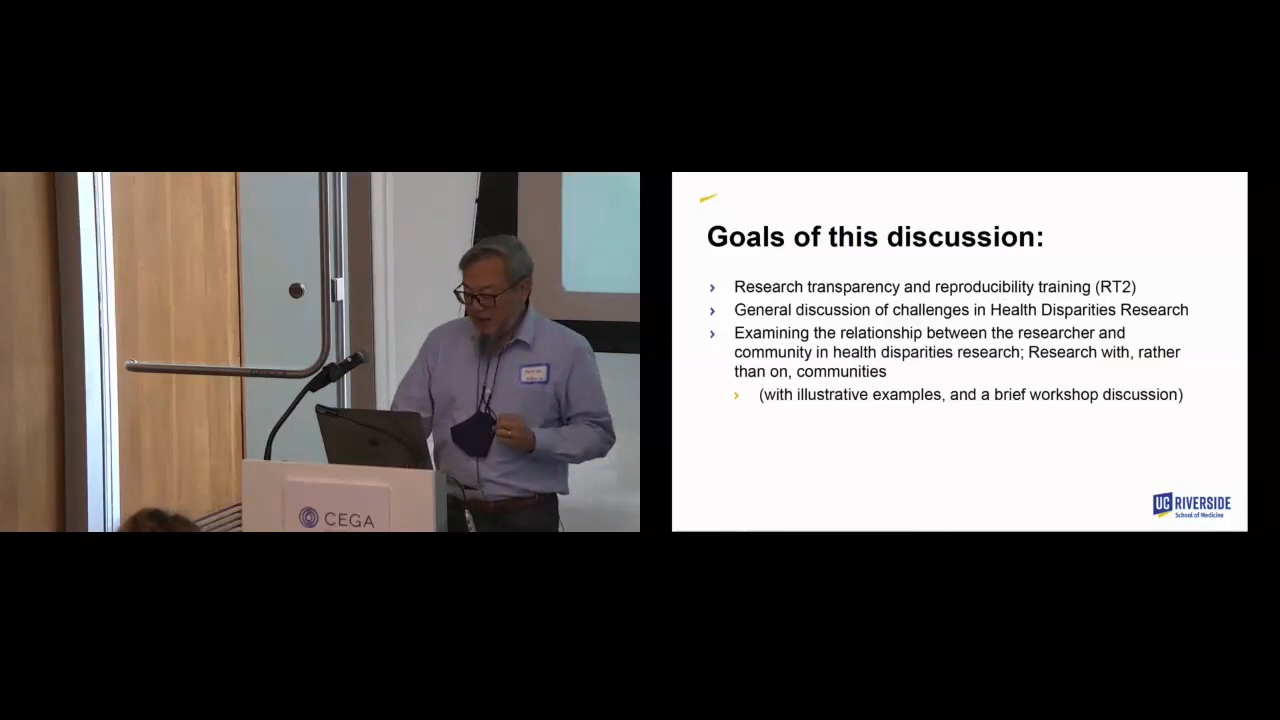 CEGA
Goals of this discussion:
Research transparency and reproducibility training (RT2)
General discussion of challenges in Health Disparities Research
Examining the relationship between the researcher and
community in health disparities research; Research with, rather
than on, communities
(with illustrative examples, and a brief workshop discussion)
UC RIVERSIDE
School of Medicine